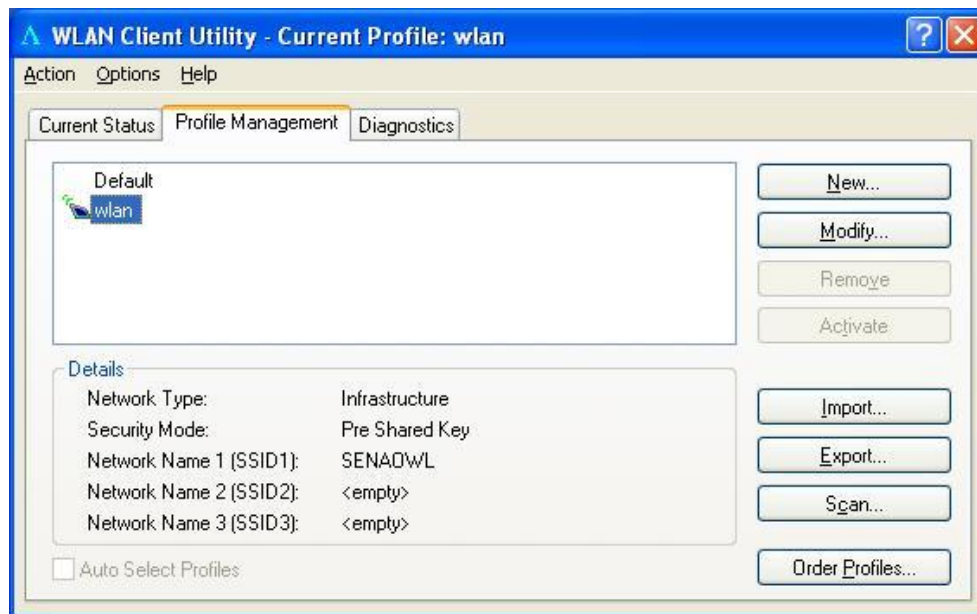 WLAN Client Utility - Current Profile: wlan
Action Options Help
Current Status Profile Management Diagnostics
Default
wlan
New...
Modify...
Remove
Activate
Details
Network Type: Infrastructure
Security Mode: Pre Shared Key
Network Name 1 (SSID1): SENAOWL
Network Name 2 (SSID2): <empty>
Network Name 3 (SSID3): <empty>
Import...
Export...
Scan...
Auto Select Profiles
Order Profiles...